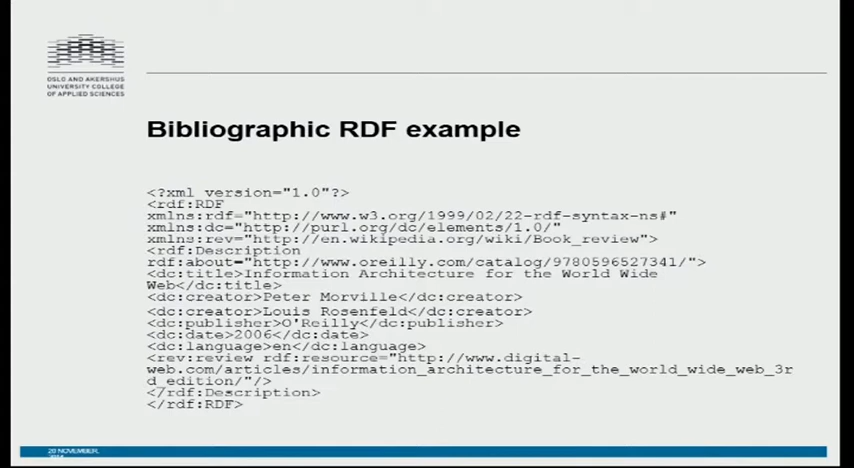 OSLO AND AKERSHUS
UNIVERSITY COLLEGE
OF APPLIED SCIENCES
Bibliographic RDF example
<?xml version="1.0"?>
<rdf:RDF
xmlns:rdf="http://www.w3.org/1999/02/22-rdf-syntax-ns#"
xmlns:dc="http://purl.org/dc/elements/1.0/"
xmlns:rev="http://en.wikipedia.org/wiki/Book_review">
<rdf:Description
rdf:about="http://www.oreilly.com/catalog/9780596527341/">
<dc:title>Information Architecture for the World Wide
Web</dc:title>
<dc:creator>Peter Morville</dc:creator>
<dc:creator>Louis Rosenfeld</dc:creator>
<dc:publisher>O'Reilly</dc:publisher>
<dc:date>2006</dc:date>
<dc:language>en</dc:language>
<rev:review rdf:resource="http://www.digital-
web.com/articles/information_architecture_for_the_world_wide_web_3r
d_edition/"/>
</rdf:Description>
</rdf:RDF>
20 NOVEMBER,